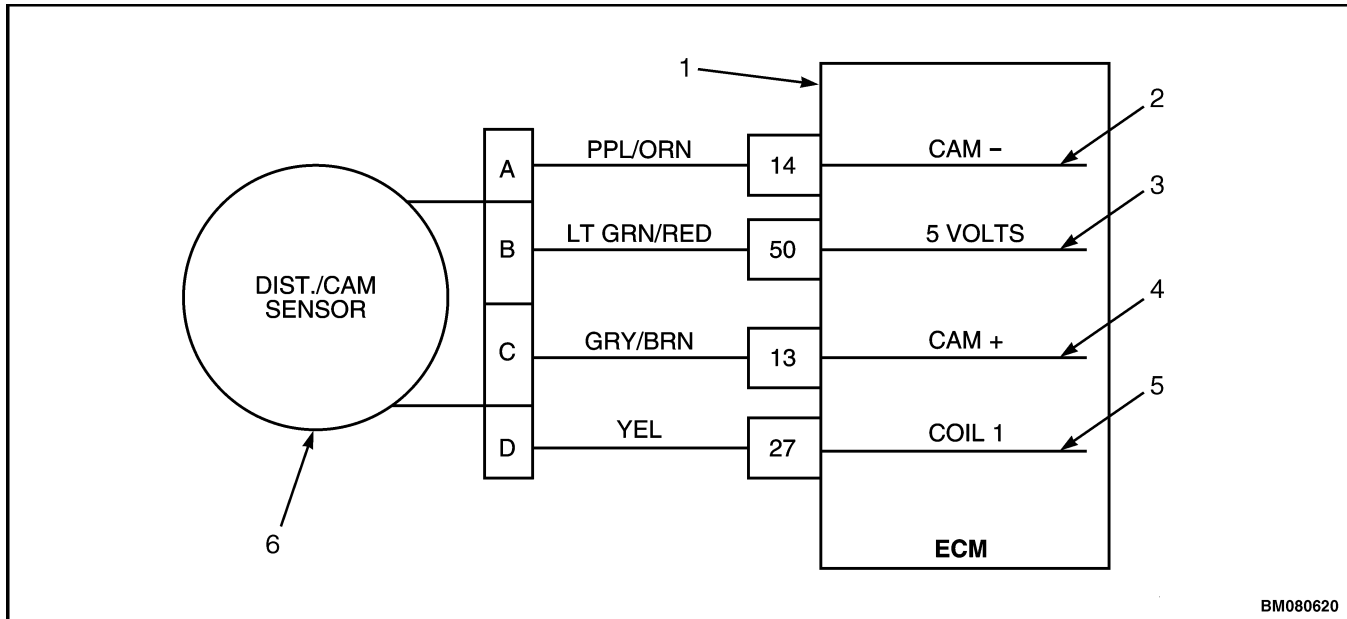 1
2
A
PPL/ORN
14
CAM −
3
B
LT GRN/RED
50
5 VOLTS
DIST./CAM
SENSOR
4
C
GRY/BRN
13
CAM +
5
D
YEL
27
COIL 1
6
ECM
BM080620